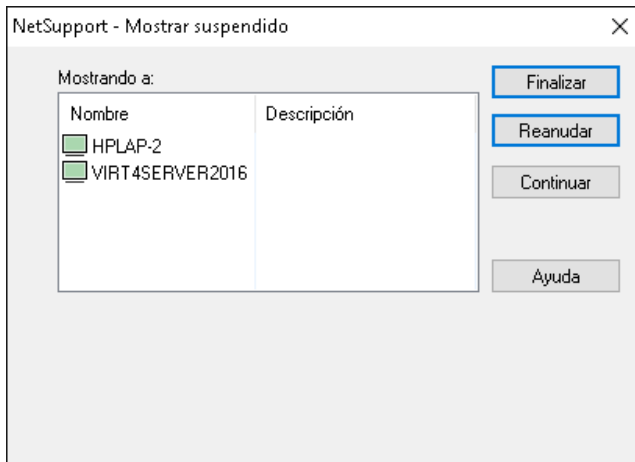 NetSupport - Mostrar suspendido
Mostrando a:
Nombre Descripción
HPLAP-2
VIRT4SERVER2016
Finalizar
Reanudar
Continuar
Ayuda